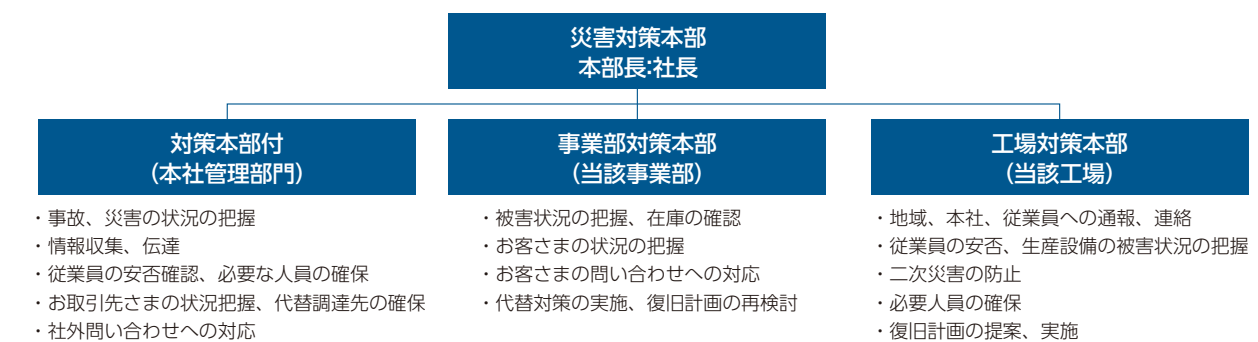 災害対策本部
本部長:社長
対策本部付
(本社管理部門)
・事故、災害の状況の把握
・情報収集、伝達
・従業員の安否確認、必要な人員の確保
・お取引先さまの状況把握、代替調達先の確保
・社外問い合わせへの対応
事業部対策本部
(当該事業部)
・被害状況の把握、在庫の確認
・お客さまの状況の把握
・お客さまの問い合わせへの対応
・代替対策の実施、復旧計画の再検討
工場対策本部
(当該工場)
・地域、本社、従業員への通報、連絡
・従業員の安否、生産設備の被害状況の把握
・二次災害の防止
・必要人員の確保
・復旧計画の提案、実施